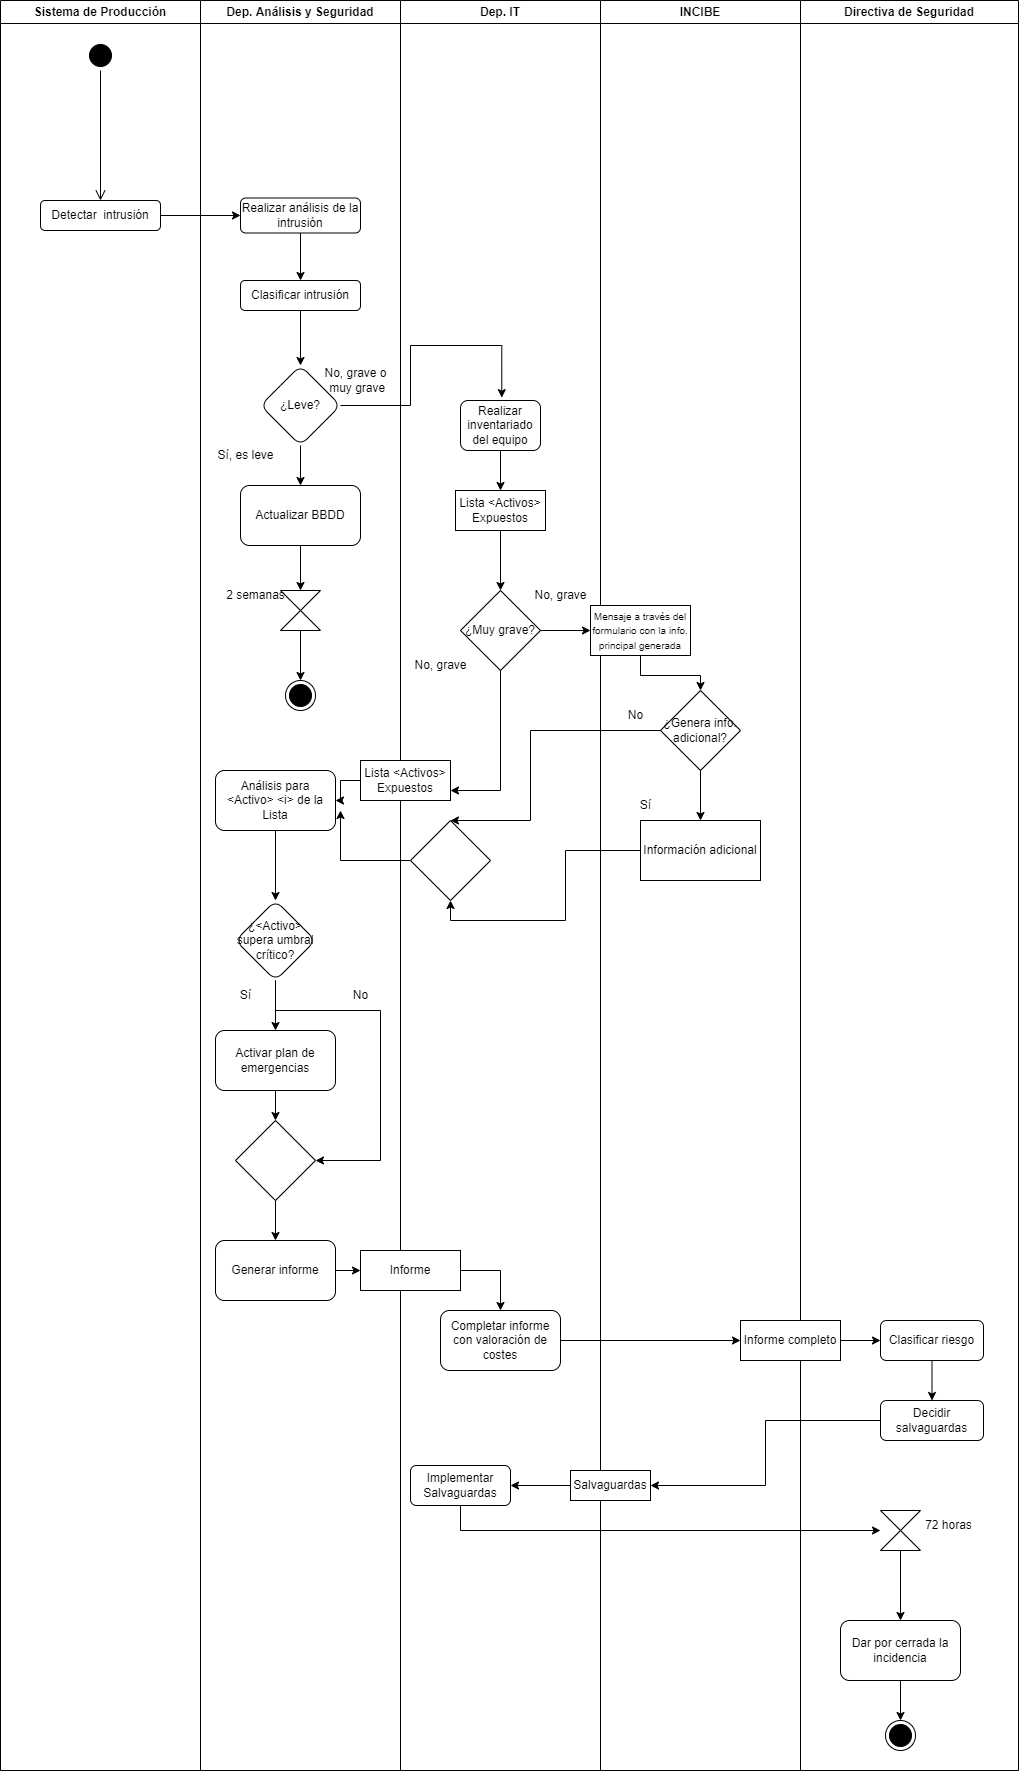 Sistema de Producción
Dep. Análisis y Seguridad
Dep. IT
INCIBE
Directiva de Seguridad
Detectar intrusión
Realizar análisis de la
intrusión
Clasificar intrusión
No, grave o
muy grave
¿Leve?
Realizar
inventariado
del equipo
Sí, es leve
Actualizar BBDD
Lista <Activos>
Expuestos
2 semanas
No, grave
¿Muy grave?
Mensaje a través del
formulario con la info.
principal generada
No, grave
No
¿Genera info.
adicional?
Lista <Activos>
Expuestos
Análisis para
<Activo> <i> de la
Lista
Sí
Información adicional
¿<Activo>
supera umbral
crítico?
Sí
No
Activar plan de
emergencias
Generar informe
Informe
Completar informe
con valoración de
costes
Informe completo
Clasificar riesgo
Decidir
salvaguardas
Implementar
Salvaguardas
Salvaguardas
72 horas
Dar por cerrada la
incidencia